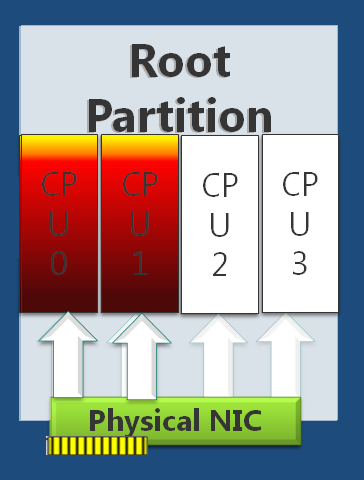 Root
Partition
CP CP CP CP
U U U U
0 1 2 3
Physical NIC